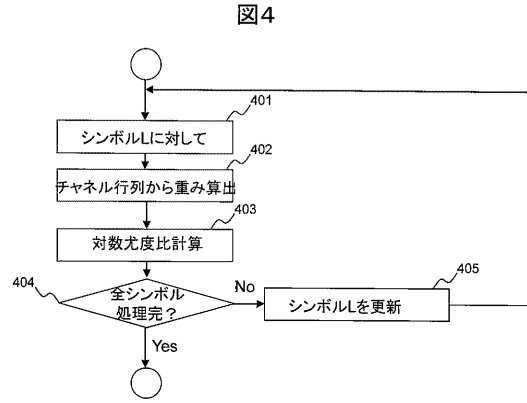 図4
401
シンボルLに対して
402
チャネル行列から重み算出
403
対数尤度比計算
404
全シンボル
処理完？
No
405
シンボルLを更新
Yes